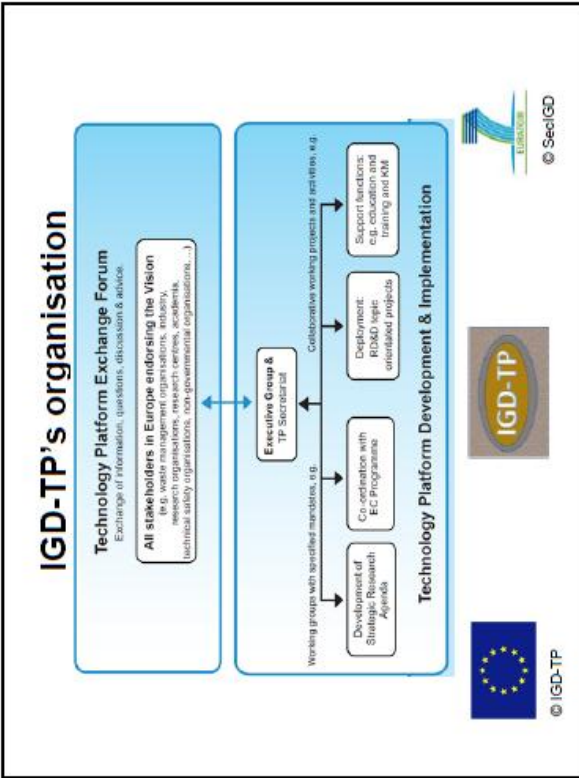 IGD-TP's organisation
Technology Platform Exchange Forum
Exchange of information, questions, discussion & advice.
All stakeholders in Europe endorsing the Vision
(e.g. waste management organisations, industry,
research organisations, research centres, academia,
technical safety organisations, non-governmental organisations,...)
Executive Group &
TP Secretariat
Working groups with specified mandates, e.g.
Collaborative working projects and activities, e.g.
Development of
Strategic Research
Agenda
Co-ordination with
EC Programme
Deployment:
RD&D topic
orientated projects
Support functions:
e.g. education and
training and KM
Technology Platform Development & Implementation
IGD-TP
EURATOM
© IGD-TP
© SecIGD